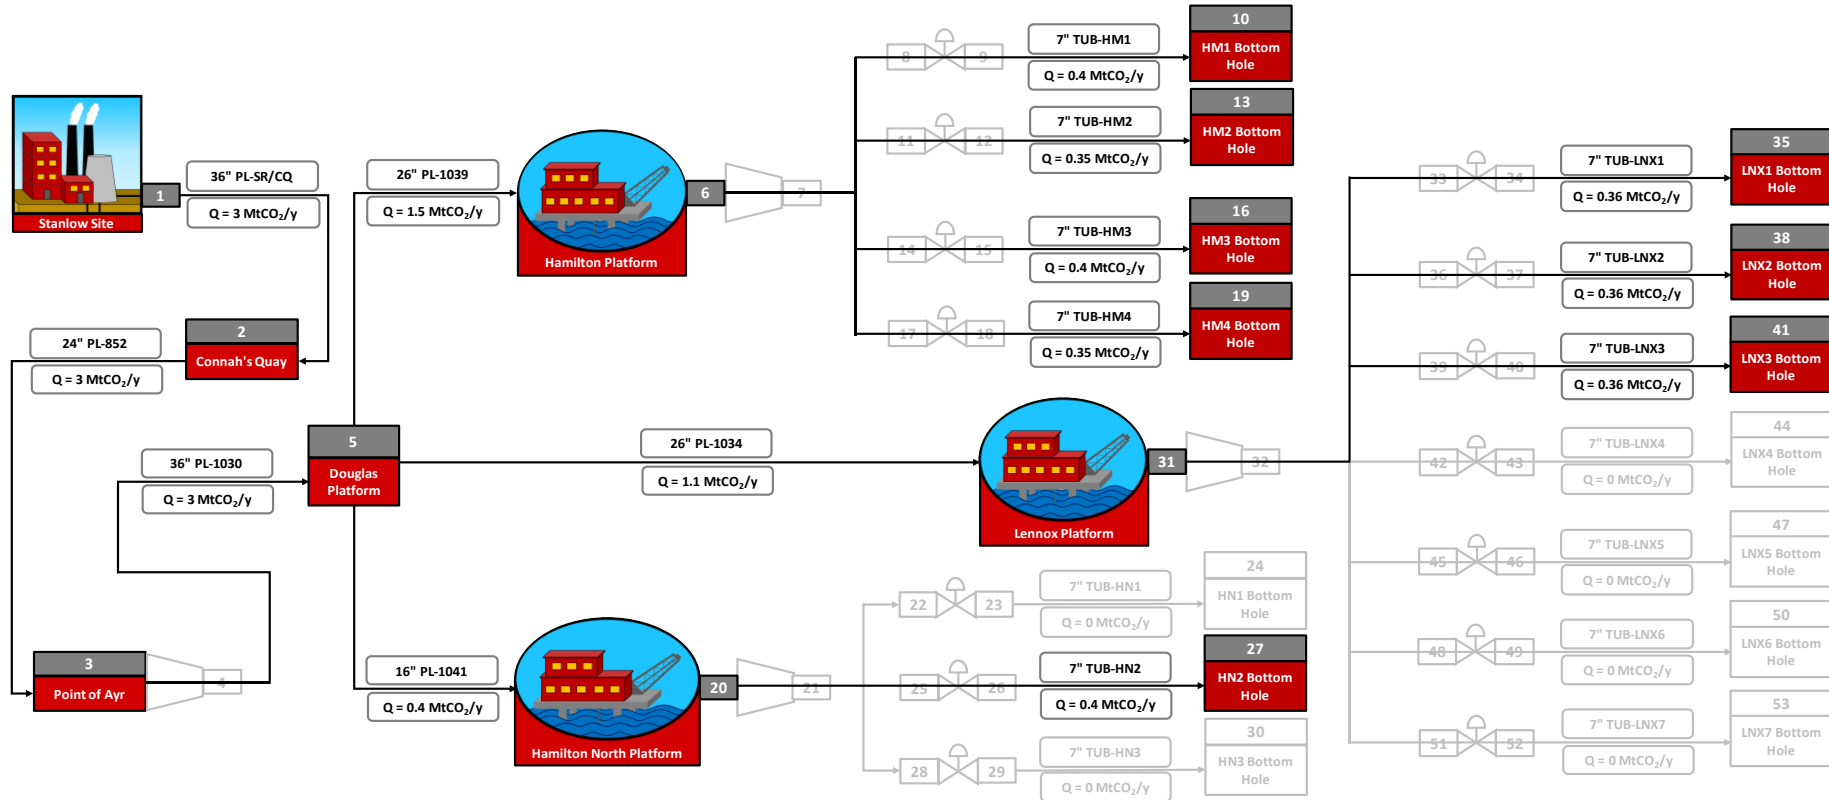 1
Stanlow Site
36" PL-SR/CQ
Q = 3 MtCO₂/y
2
Connah's Quay
24" PL-852
Q = 3 MtCO₂/y
3
Point of Ayr
4
36" PL-1030
Q = 3 MtCO₂/y
5
Douglas
Platform
26" PL-1039
Q = 1.5 MtCO₂/y
Hamilton Platform
6
7
8
9
7" TUB-HM1
Q = 0.4 MtCO₂/y
10
HM1 Bottom
Hole
11
12
7" TUB-HM2
Q = 0.35 MtCO₂/y
13
HM2 Bottom
Hole
14
15
7" TUB-HM3
Q = 0.4 MtCO₂/y
16
HM3 Bottom
Hole
17
18
7" TUB-HM4
Q = 0.35 MtCO₂/y
19
HM4 Bottom
Hole
26" PL-1034
Q = 1.1 MtCO₂/y
Lennox Platform
31
32
33
34
7" TUB-LNX1
Q = 0.36 MtCO₂/y
35
LNX1 Bottom
Hole
36
37
7" TUB-LNX2
Q = 0.36 MtCO₂/y
38
LNX2 Bottom
Hole
39
40
7" TUB-LNX3
Q = 0.36 MtCO₂/y
41
LNX3 Bottom
Hole
42
43
7" TUB-LNX4
Q = 0 MtCO₂/y
44
LNX4 Bottom
Hole
45
46
7" TUB-LNX5
Q = 0 MtCO₂/y
47
LNX5 Bottom
Hole
48
49
7" TUB-LNX6
Q = 0 MtCO₂/y
50
LNX6 Bottom
Hole
51
52
7" TUB-LNX7
Q = 0 MtCO₂/y
53
LNX7 Bottom
Hole
16" PL-1041
Q = 0.4 MtCO₂/y
Hamilton North Platform
20
21
22
23
7" TUB-HN1
Q = 0 MtCO₂/y
24
HN1 Bottom
Hole
25
26
7" TUB-HN2
Q = 0.4 MtCO₂/y
27
HN2 Bottom
Hole
28
29
7" TUB-HN3
Q = 0 MtCO₂/y
30
HN3 Bottom
Hole